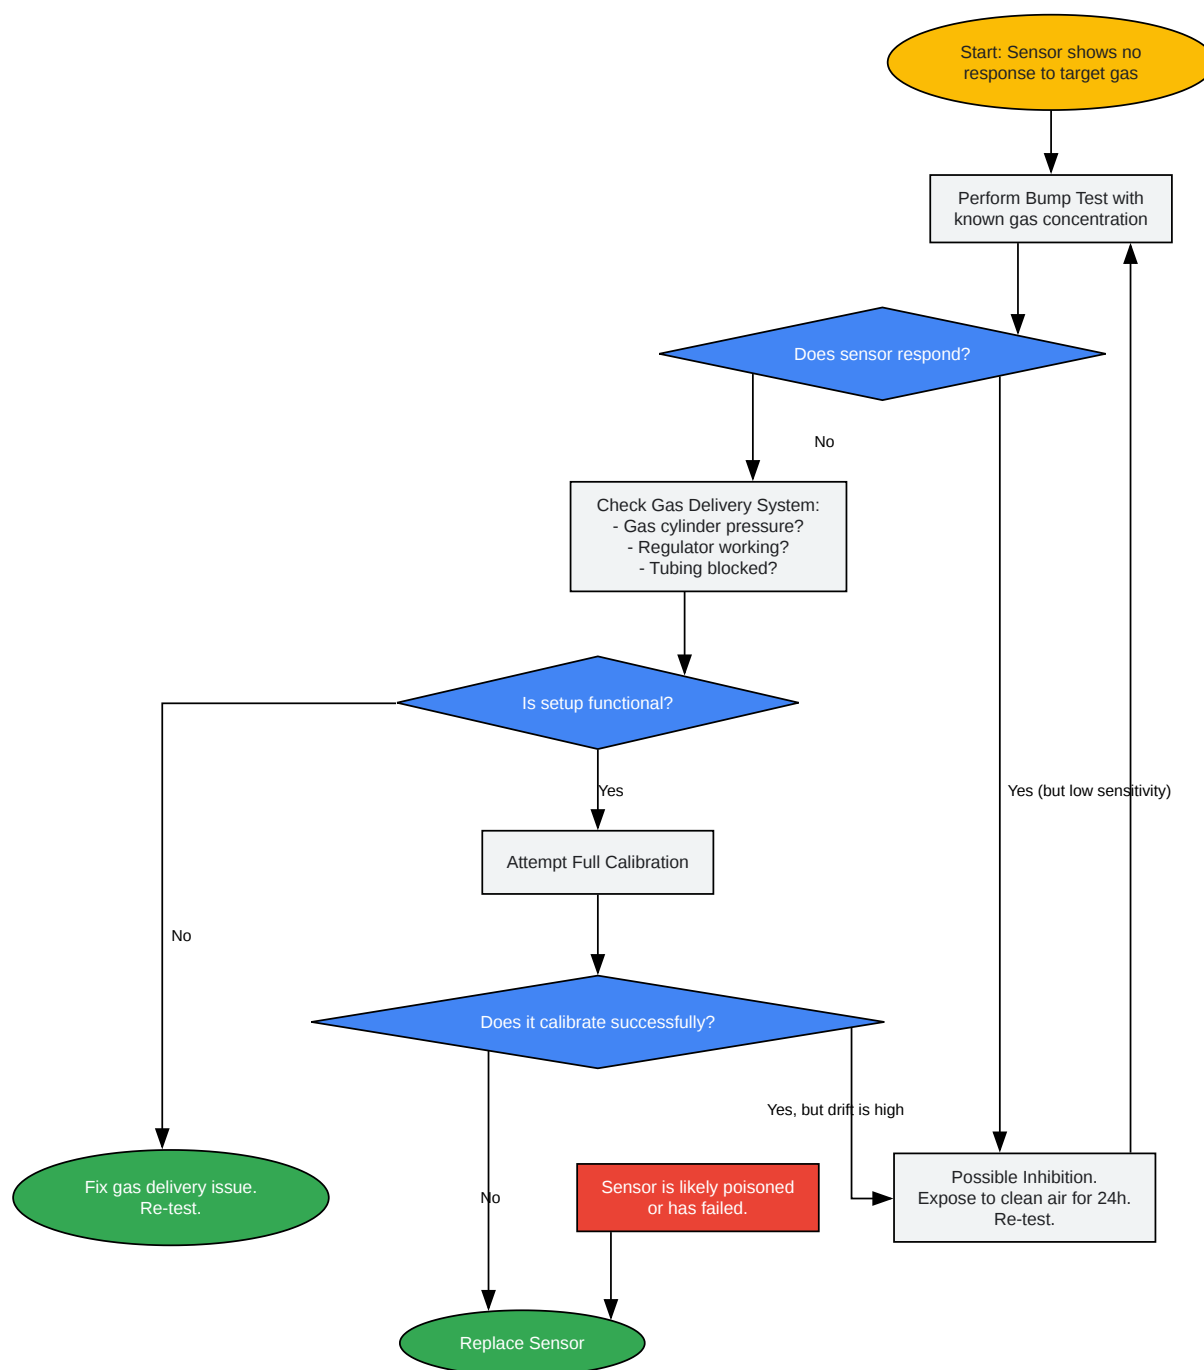 Start: Sensor shows no
response to target gas
Perform Bump Test with
known gas concentration
Does sensor respond?
No
Check Gas Delivery System:
- Gas cylinder pressure?
- Regulator working?
- Tubing blocked?
Is setup functional?
Yes
Yes (but low sensitivity)
Attempt Full Calibration
No
Does it calibrate successfully?
Yes, but drift is high
Fix gas delivery issue.
Re-test.
No
Sensor is likely poisoned
or has failed.
Possible Inhibition.
Expose to clean air for 24h.
Re-test.
Replace Sensor